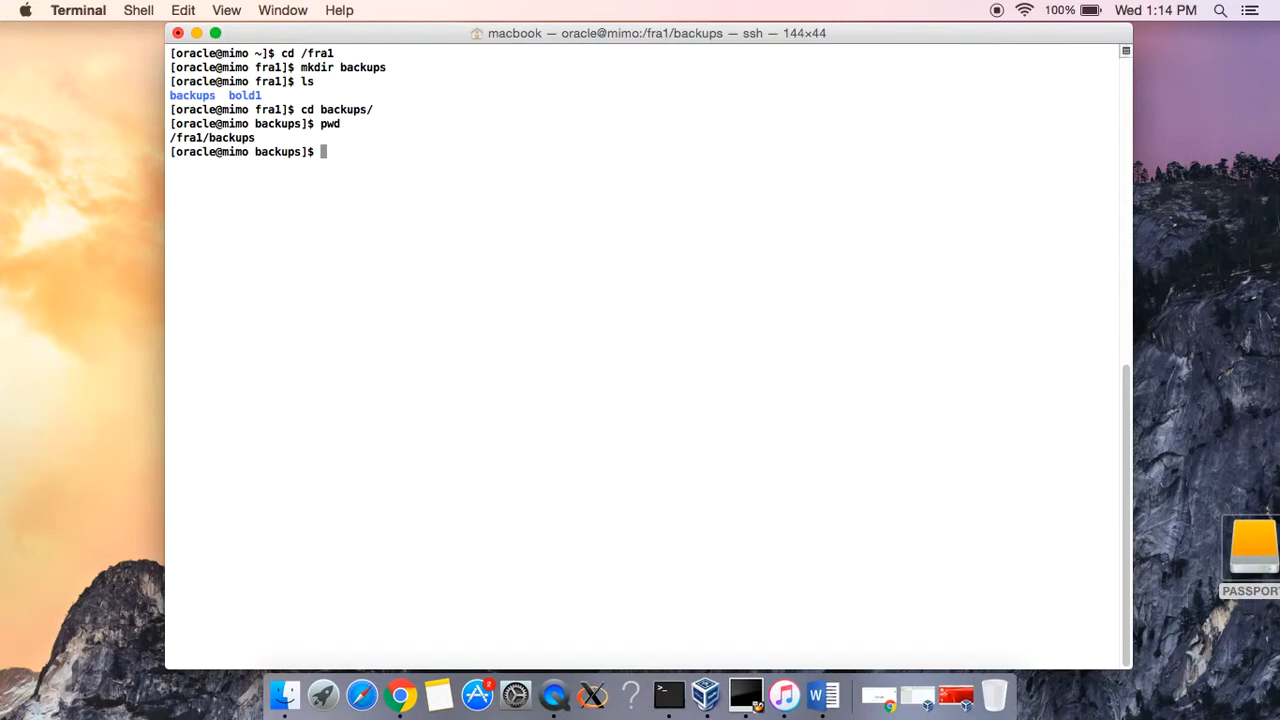 Terminal Shell Edit View Window Help 100% Wed 1:14 PM
macbook — oracle@mimo:/fra1/backups — ssh — 144×44
[oracle@mimo ~]$ cd /fra1
[oracle@mimo fra1]$ mkdir backups
[oracle@mimo fra1]$ ls
backups bold1
[oracle@mimo fra1]$ cd backups/
[oracle@mimo backups]$ pwd
/fra1/backups
[oracle@mimo backups]$
PASSPORT
2